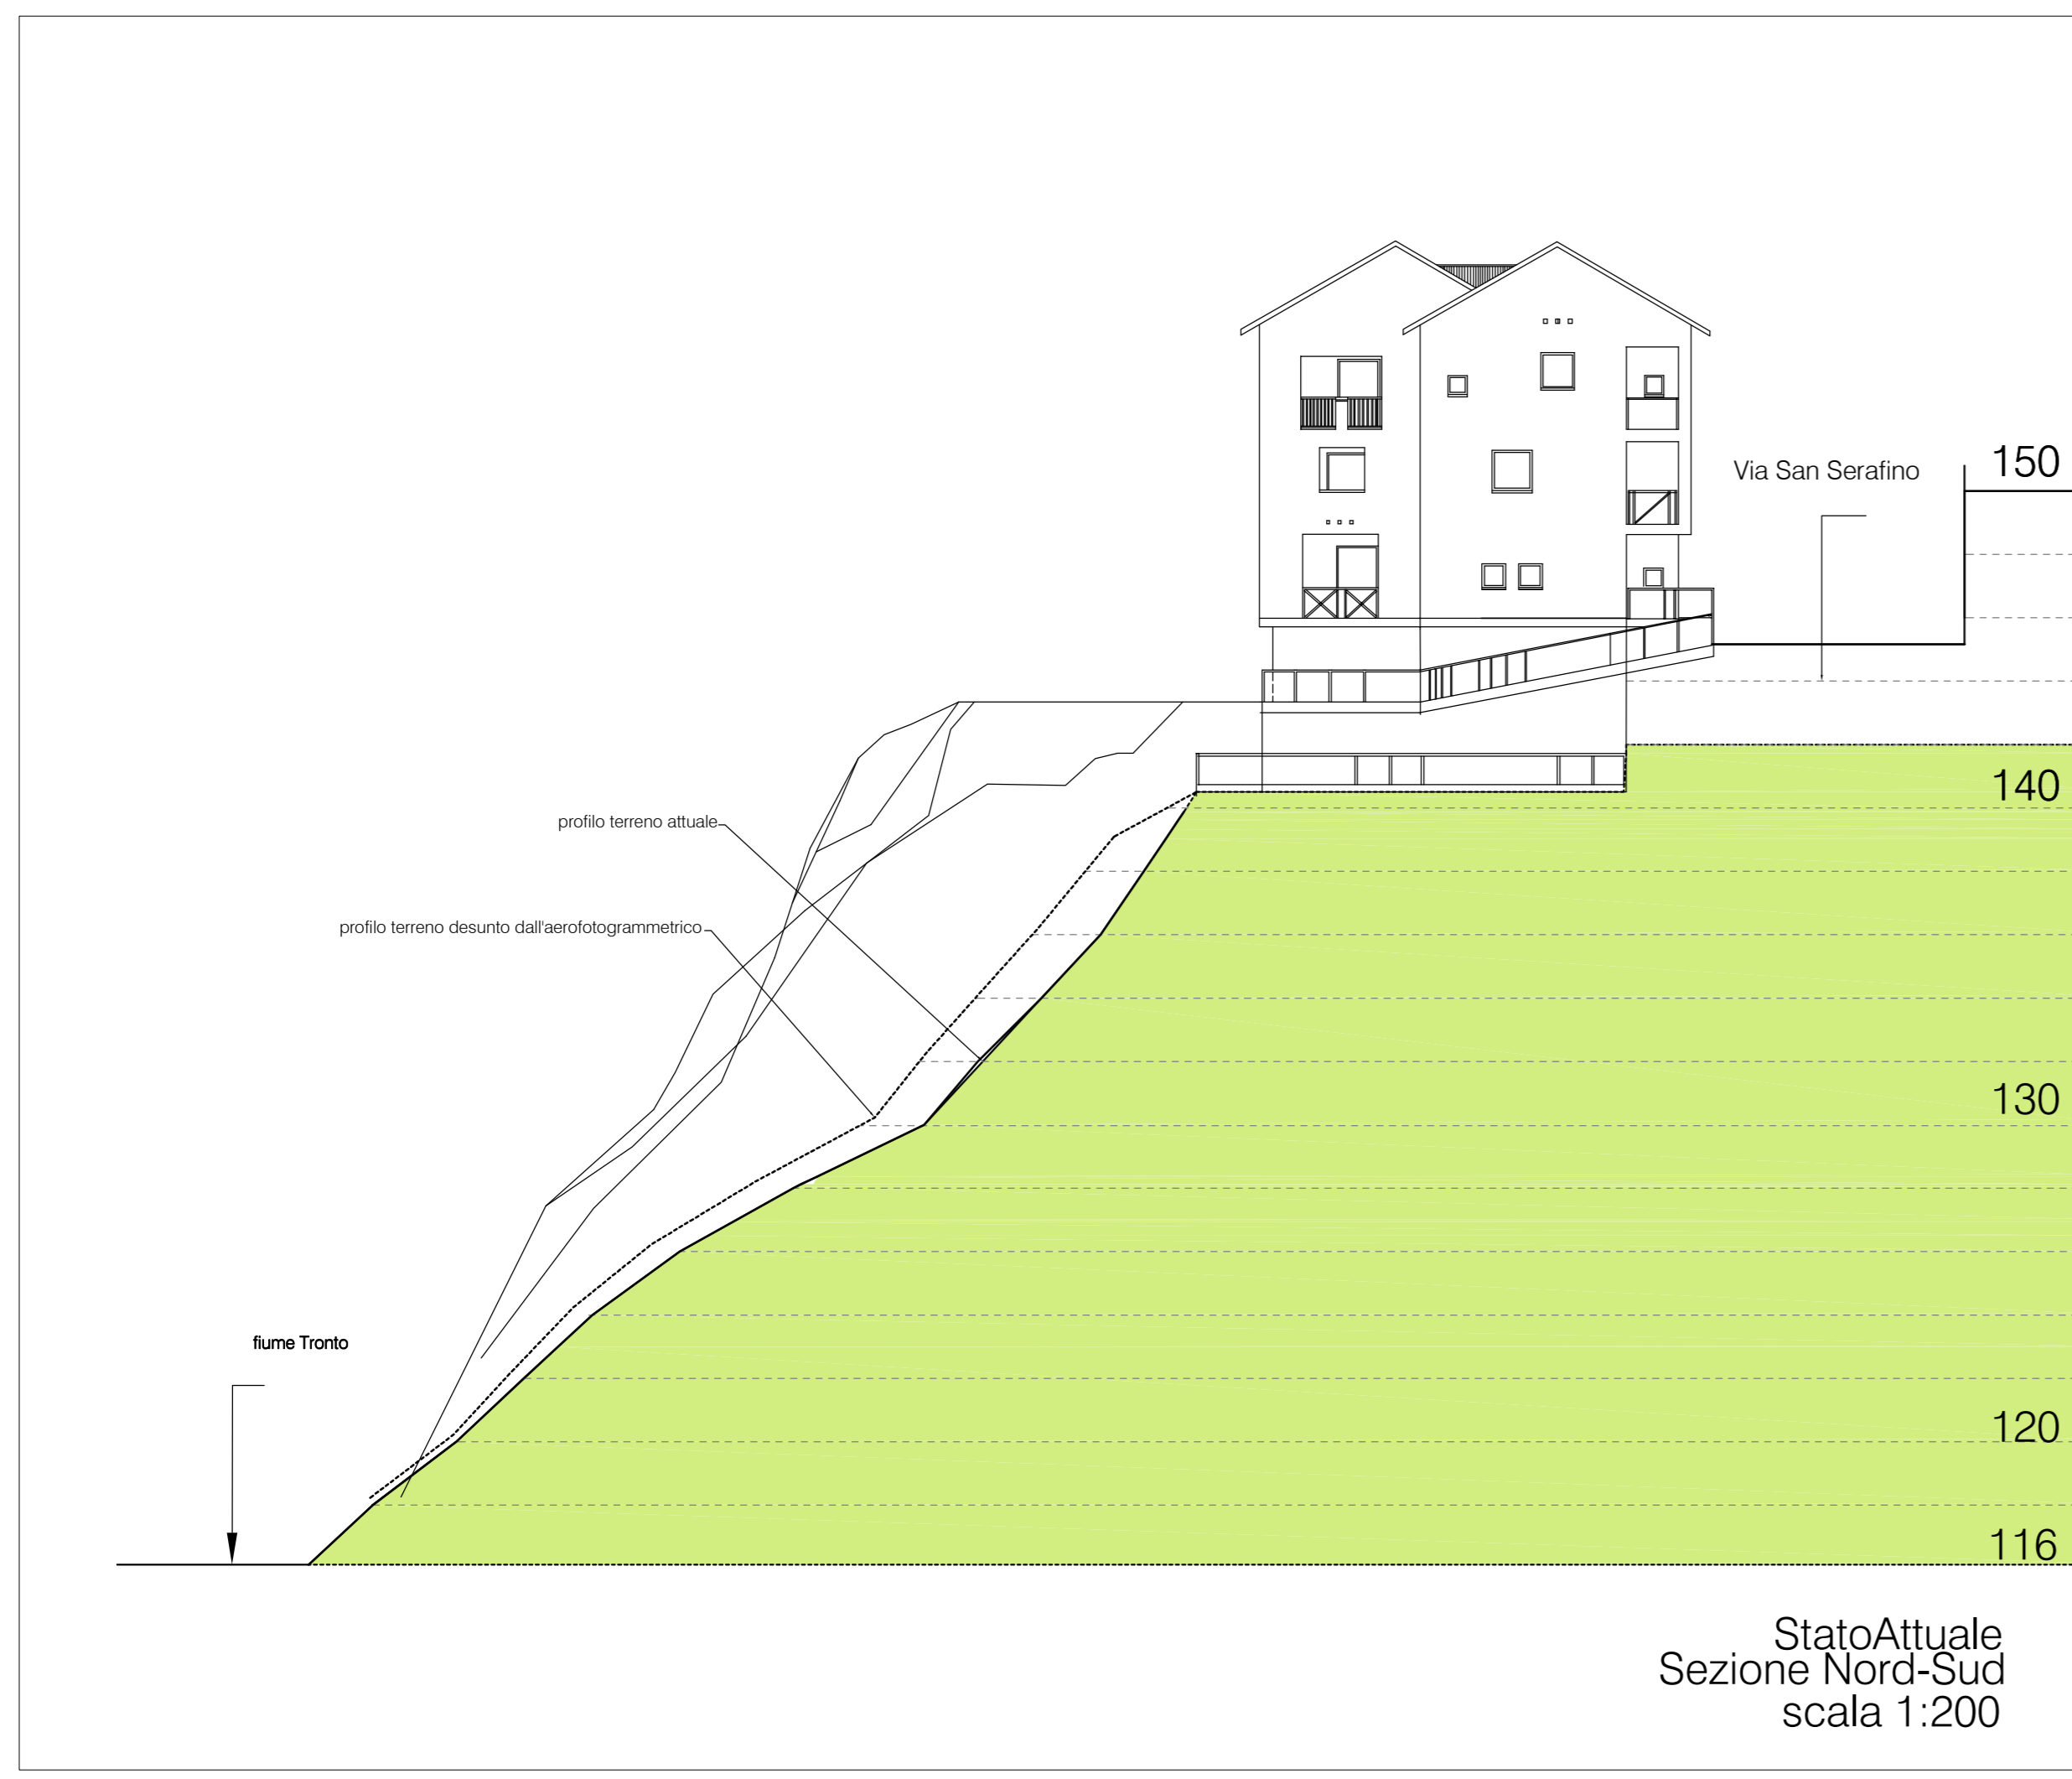 Via San Serafino
150
140
profilo terreno attuale
profilo terreno desunto dall'aerofotogrammetrico
130
fiume Tronto
120
116
StatoAttuale
Sezione Nord-Sud
scala 1:200